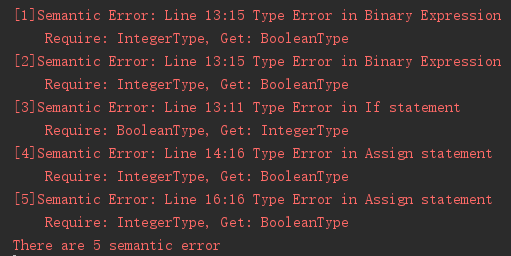 [1]Semantic Error: Line 13:15 Type Error in Binary Expression
Require: IntegerType, Get: BooleanType
[2]Semantic Error: Line 13:15 Type Error in Binary Expression
Require: IntegerType, Get: BooleanType
[3]Semantic Error: Line 13:11 Type Error in If statement
Require: BooleanType, Get: IntegerType
[4]Semantic Error: Line 14:16 Type Error in Assign statement
Require: IntegerType, Get: BooleanType
[5]Semantic Error: Line 16:16 Type Error in Assign statement
Require: IntegerType, Get: BooleanType
There are 5 semantic error